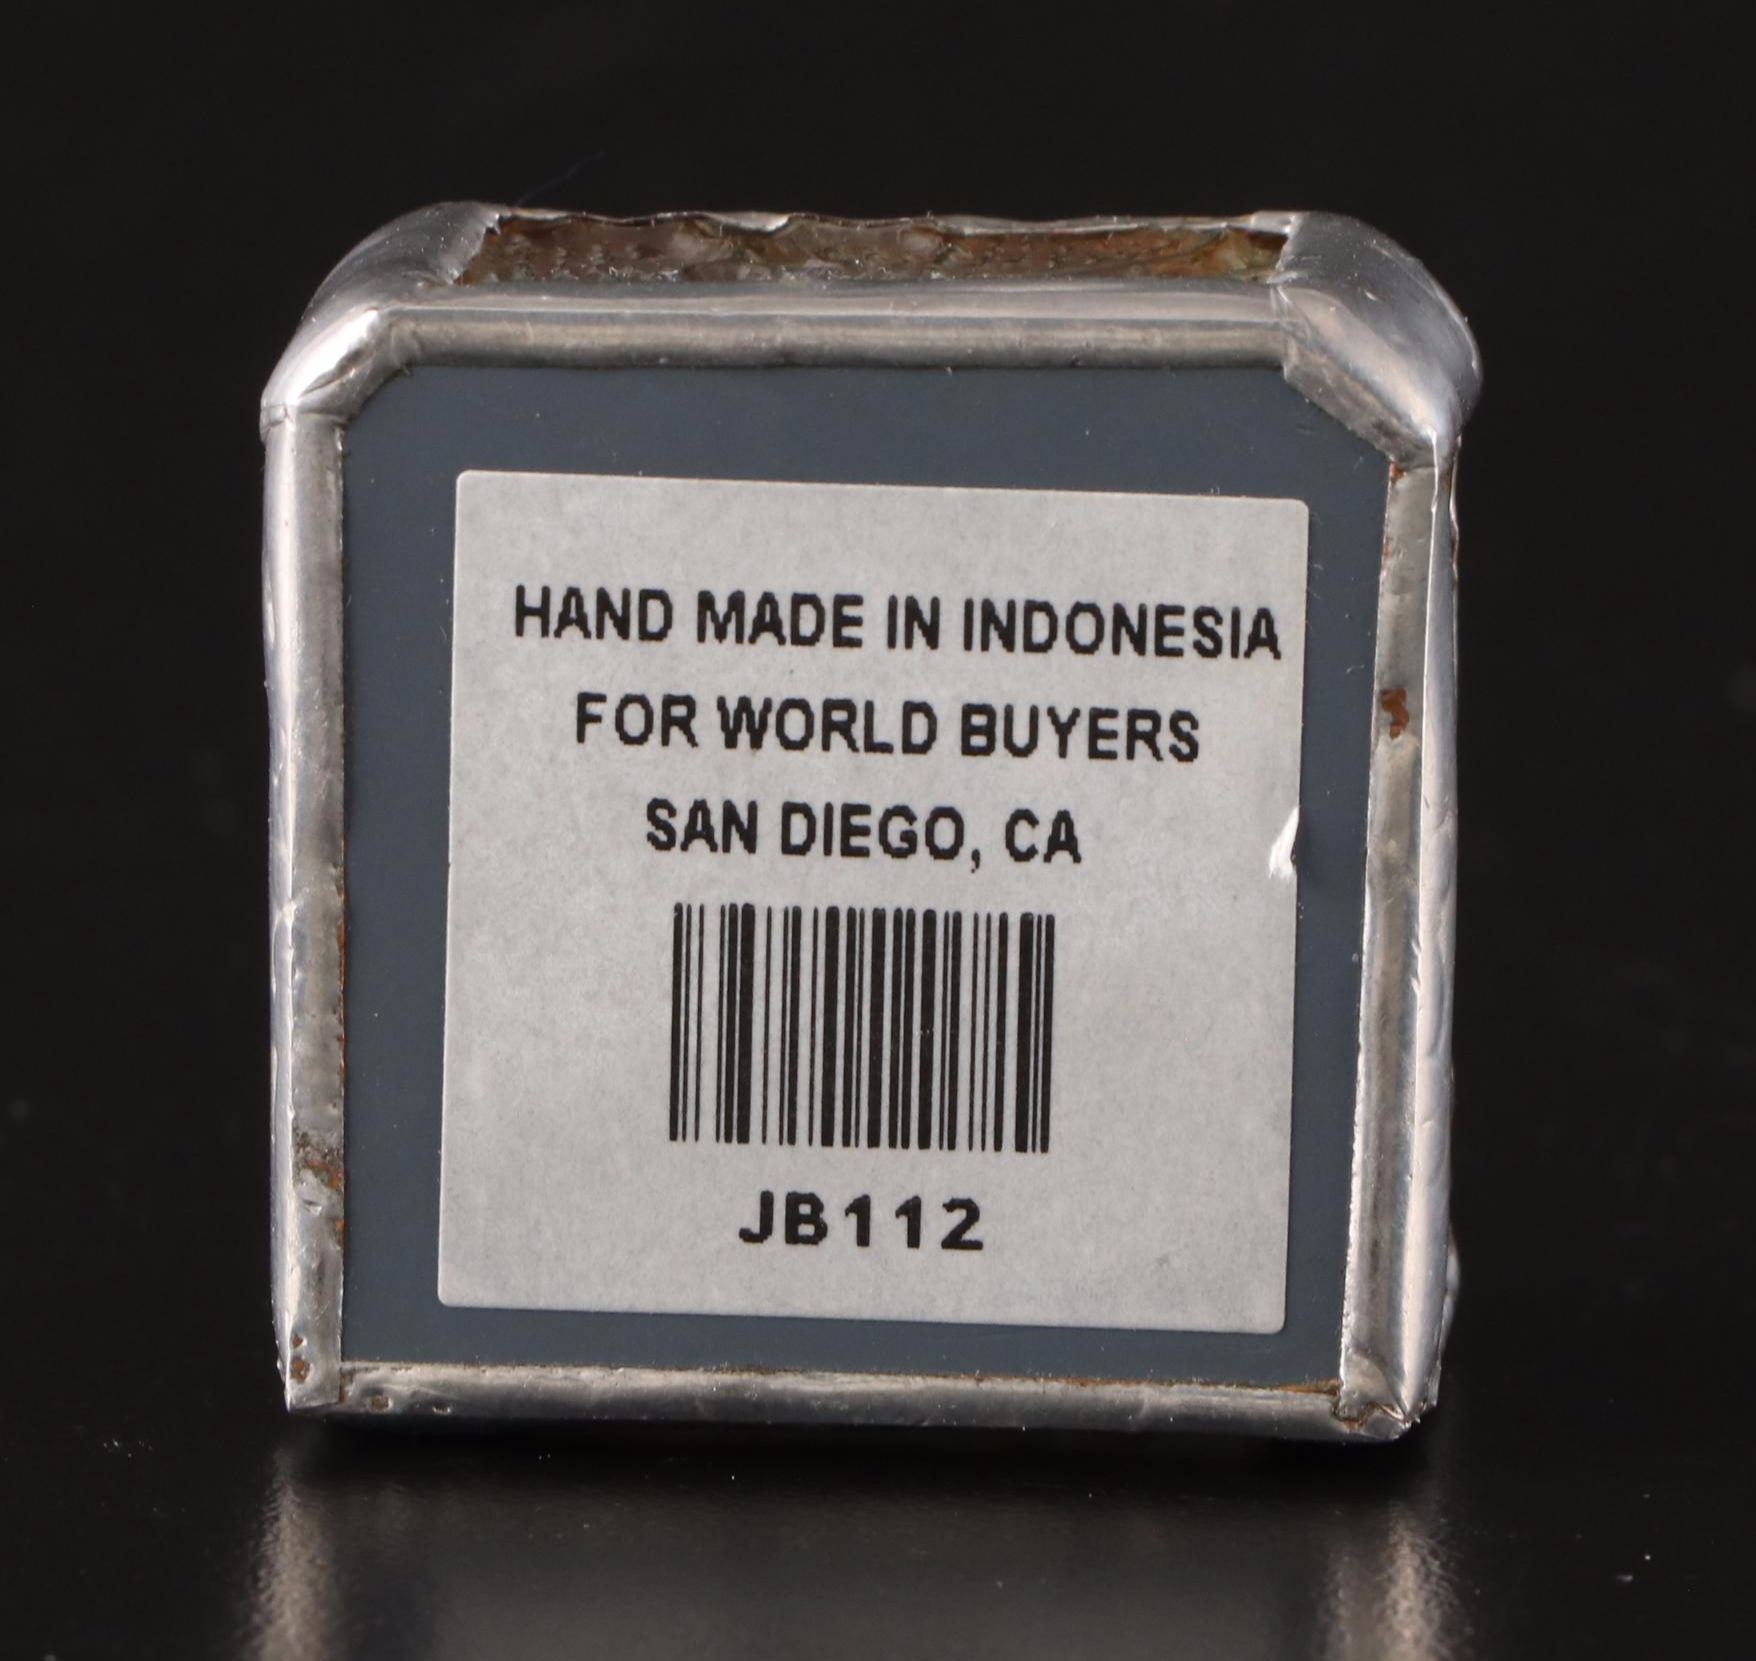 HAND MADE IN INDONESIA
FOR WORLD BUYERS
SAN DIEGO, CA
JB112